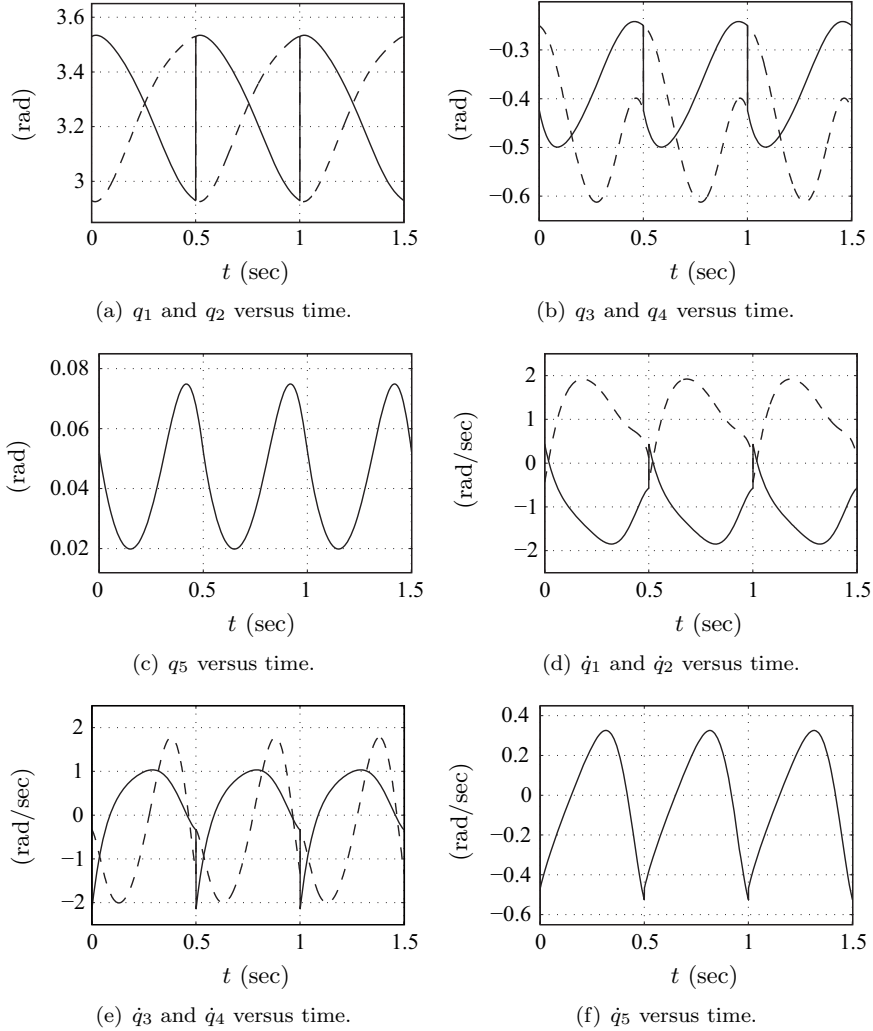 3.6
3.4
3.2
3
(rad)
0 0.5 1 1.5
t (sec)
(a) q1 and q2 versus time.
−0.3
−0.4
−0.5
−0.6
(rad)
0 0.5 1 1.5
t (sec)
(b) q3 and q4 versus time.
0.08
0.06
0.04
0.02
(rad)
0 0.5 1 1.5
t (sec)
(c) q5 versus time.
2
1
0
−1
−2
(rad/sec)
0 0.5 1 1.5
t (sec)
(d) q̇1 and q̇2 versus time.
2
1
0
−1
−2
(rad/sec)
0 0.5 1 1.5
t (sec)
(e) q̇3 and q̇4 versus time.
0.4
0.2
0
−0.2
−0.4
−0.6
(rad/sec)
0 0.5 1 1.5
t (sec)
(f) q̇5 versus time.